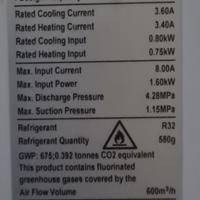 Rated Cooling Current 3.60A
Rated Heating Current 3.40A
Rated Cooling Input 0.80kW
Rated Heating Input 0.75kW
Max. Input Current 8.00A
Max. Input Power 1.60kW
Max. Discharge Pressure 4.28MPa
Max. Suction Pressure 1.15MPa
Refrigerant R32
Refrigerant Quantity 580g
GWP: 675;0.392 tonnes CO2 equivalent
This product contains fluorinated
greenhouse gases covered by the
Air Flow Volume 600m³/h